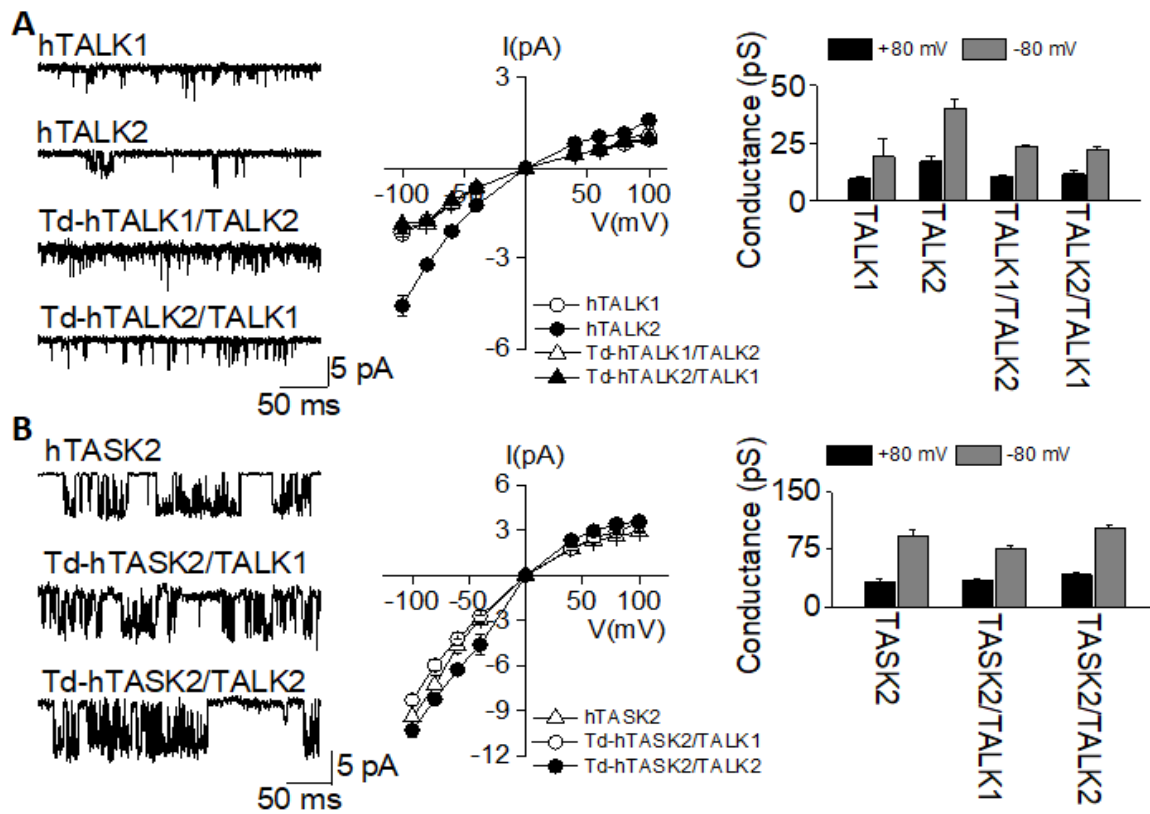 A
hTALK1
hTALK2
Td-hTALK1/TALK2
Td-hTALK2/TALK1
5 pA
50 ms
I(pA)
3
-100
-50
50
100
V(mV)
-3
-6
hTALK1
hTALK2
Td-hTALK1/TALK2
Td-hTALK2/TALK1
+80 mV
-80 mV
Conductance (pS)
50
25
0
TALK1
TALK2
TALK1/TALK2
TALK2/TALK1
B
hTASK2
Td-hTASK2/TALK1
Td-hTASK2/TALK2
5 pA
50 ms
I(pA)
6
3
-100
-50
50
100
V(mV)
-3
-6
-9
-12
hTASK2
Td-hTASK2/TALK1
Td-hTASK2/TALK2
+80 mV
-80 mV
Conductance (pS)
150
75
0
TASK2
TASK2/TALK1
TASK2/TALK2